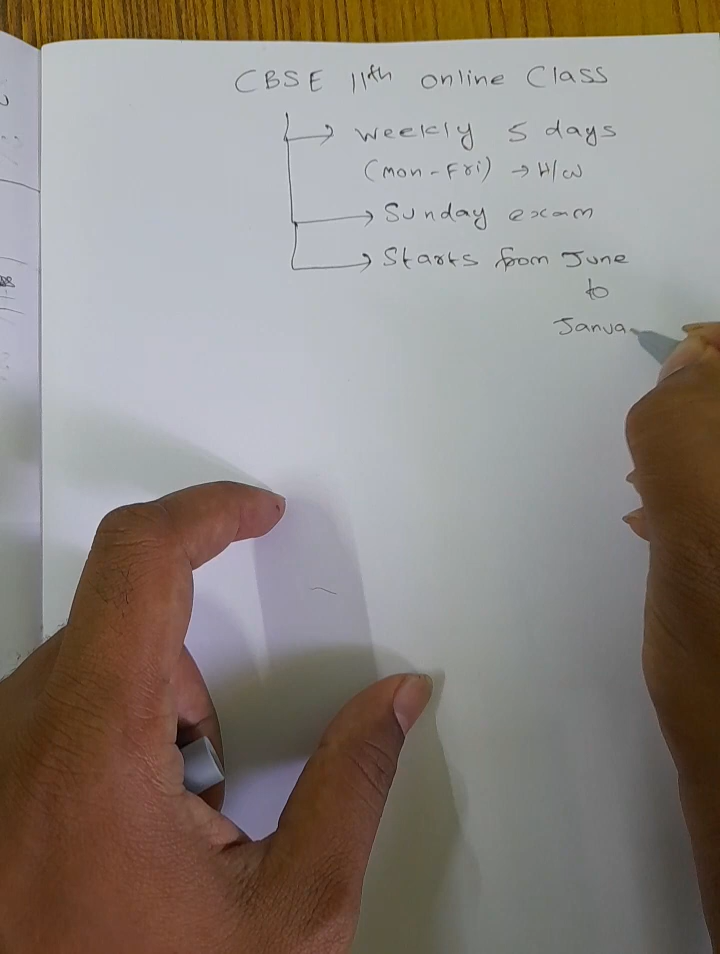 CBSE 11th online Class
weekly 5 days
(Mon-Fri) → H/W
Sunday exam
Starts from June
to
Janua